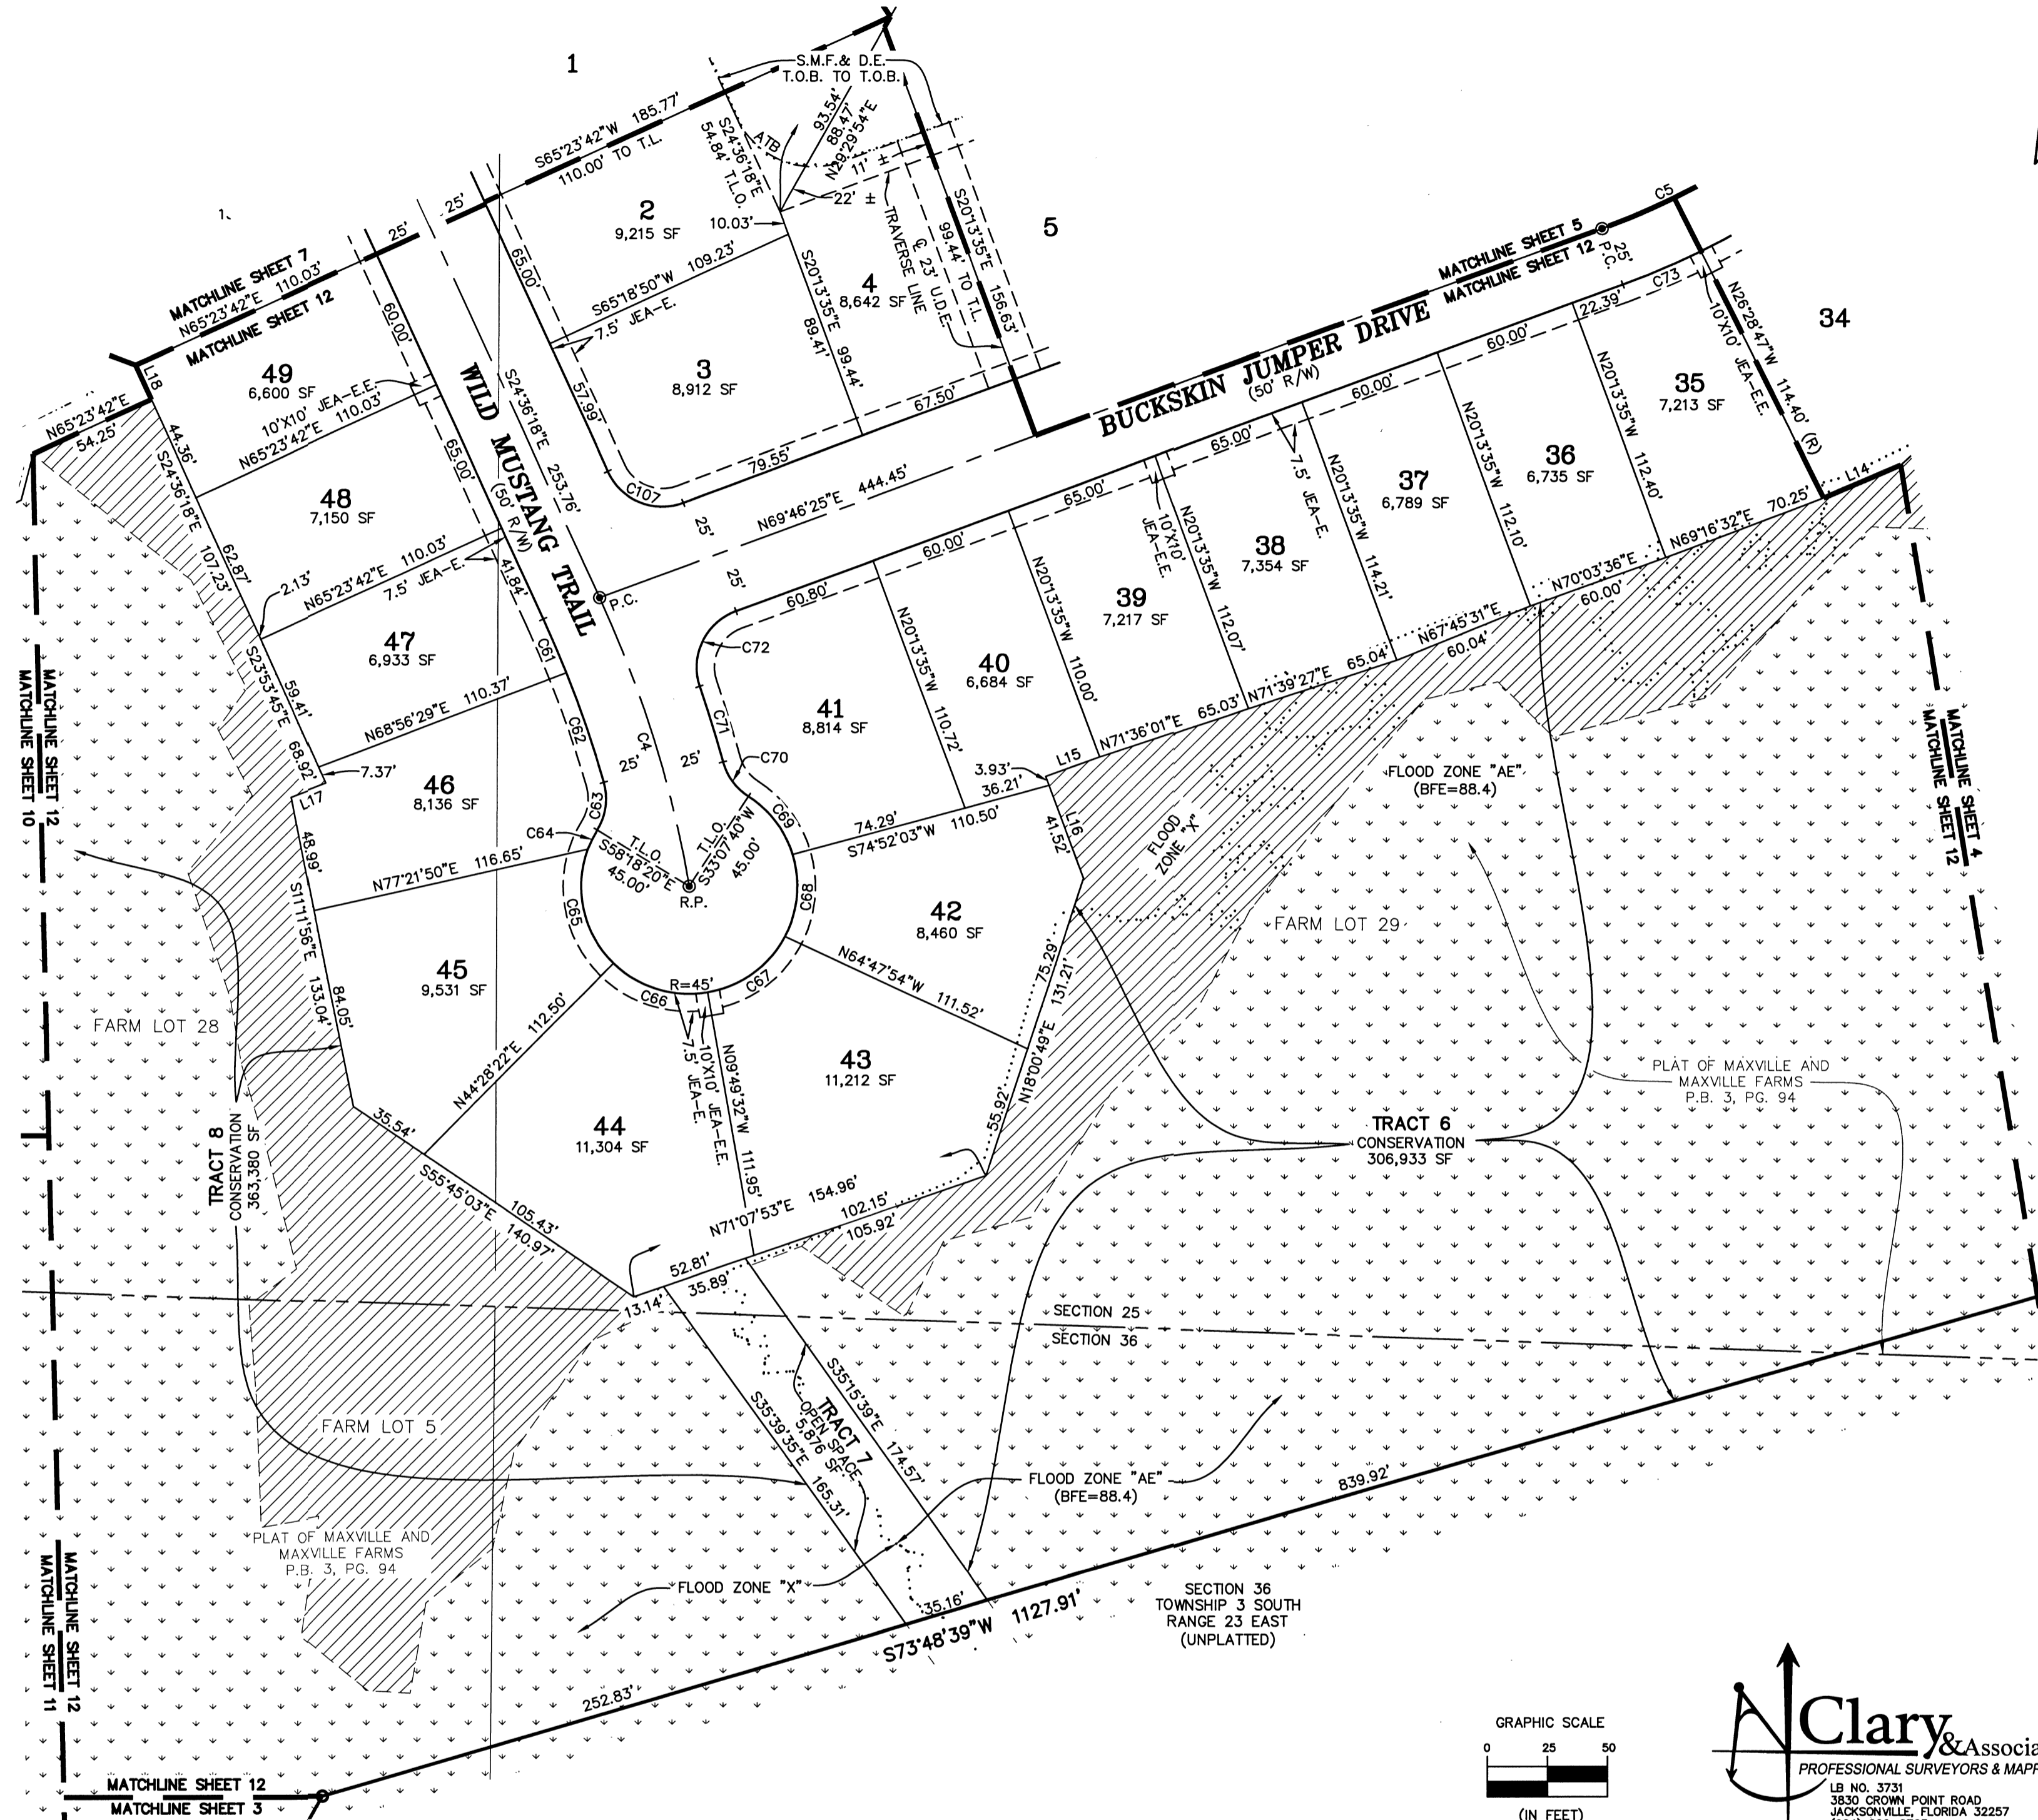 1
S.M.F.& D.E.
T.O.B. TO T.O.B.
S65°23'42"W 185.77'
110.00' TO T.L.
S24°36'18"E
54.84' T.L.O.
ATB
93.54'
88.47'
N29°29'54"E
11' ±
22' ±
TRAVERSE LINE
℄ 23' U.D.E.
99.44' TO T.L.
S20°13'35"E 156.63'
5
25'
25'
2
9,215 SF
10.03'
S65°18'50"W 109.23'
7.5' JEA-E.
65.00'
57.99'
S20°13'35"E 99.44'
89.41'
4
8,642 SF
3
8,912 SF
67.50'
79.55'
C107
MATCHLINE SHEET 7
N65°23'42"E 110.03'
MATCHLINE SHEET 12
L18
N65°23'42"E
54.25'
60.00'
49
6,600 SF
10'X10' JEA-E.E.
N65°23'42"E 110.03'
44.36'
S24°36'18"E 107.23'
62.87'
65.00'
48
7,150 SF
2.13'
N65°23'42"E 110.03'
7.5' JEA-E.
41.84'
WILD MUSTANG TRAIL
(50' R/W)
S24°36'18"E 253.76'
P.C.
N69°46'25"E 444.45'
25'
25'
BUCKSKIN JUMPER DRIVE
(50' R/W)
MATCHLINE SHEET 5
MATCHLINE SHEET 12
C5
25'
P.C.
C73
22.39'
60.00'
60.00'
65.00'
65.00'
60.00'
60.80'
10'X10' JEA-E.E.
N26°28'47"W 114.40' (R)
34
35
7,213 SF
N20°13'35"W 112.40'
36
6,735 SF
N20°13'35"W 112.10'
37
6,789 SF
7.5' JEA-E.
N20°13'35"W 114.21'
38
7,354 SF
10'X10'
JEA-E.E.
N20°13'35"W 112.07'
39
7,217 SF
N20°13'35"W 110.00'
40
6,684 SF
N20°13'35"W 110.72'
41
8,814 SF
L14
N69°16'32"E 70.25'
N70°03'36"E
60.00'
N67°45'31"E
60.04'
N71°39'27"E 65.04'
N71°36'01"E 65.03'
L15
3.93'
36.21'
74.29'
S74°52'03"W 110.50'
L16
41.52'
C72
C71
C70
C69
C68
C67
C66
C65
C64
C63
C62
C61
C4
25'
25'
47
6,933 SF
59.41'
S23°53'45"E 68.92'
N68°56'29"E 110.37'
7.37'
L17
46
8,136 SF
N77°21'50"E 116.65'
48.99'
S11°11'56"E 133.04'
84.05'
T.L.O.
S58°18'20"E
45.00'
T.L.O.
S33°07'40"W
45.00'
R.P.
R=45'
45
9,531 SF
N44°28'22"E 112.50'
42
8,460 SF
N64°47'54"W 111.52'
75.29'
N18°00'49"E 131.21'
55.92'
43
11,212 SF
7.5' JEA-E.
10'X10' JEA-E.E.
N09°49'32"W 111.95'
44
11,304 SF
35.54'
S55°45'03"E 140.97'
105.43'
N71°07'53"E 154.96'
102.15'
105.92'
52.81'
35.89'
13.14'
MATCHLINE SHEET 12
MATCHLINE SHEET 10
FARM LOT 28
TRACT 8
CONSERVATION
363,380 SF
FLOOD
ZONE "X"
FLOOD ZONE "AE"
(BFE=88.4)
FARM LOT 29
MATCHLINE SHEET 4
MATCHLINE SHEET 12
PLAT OF MAXVILLE AND
MAXVILLE FARMS
P.B. 3, PG. 94
TRACT 6
CONSERVATION
306,933 SF
SECTION 25
SECTION 36
FARM LOT 5
S35°39'35"E 165.31'
TRACT 7
OPEN SPACE
5,876 SF
S35°15'39"E 174.57'
FLOOD ZONE "AE"
(BFE=88.4)
839.92'
PLAT OF MAXVILLE AND
MAXVILLE FARMS
P.B. 3, PG. 94
MATCHLINE SHEET 12
MATCHLINE SHEET 11
FLOOD ZONE "X"
35.16'
S73°48'39"W 1127.91'
SECTION 36
TOWNSHIP 3 SOUTH
RANGE 23 EAST
(UNPLATTED)
252.83'
MATCHLINE SHEET 12
MATCHLINE SHEET 3
GRAPHIC SCALE
0 25 50
(IN FEET)
N
Clary
&Associa
PROFESSIONAL SURVEYORS & MAPP
LB NO. 3731
3830 CROWN POINT ROAD
JACKSONVILLE, FLORIDA 32257